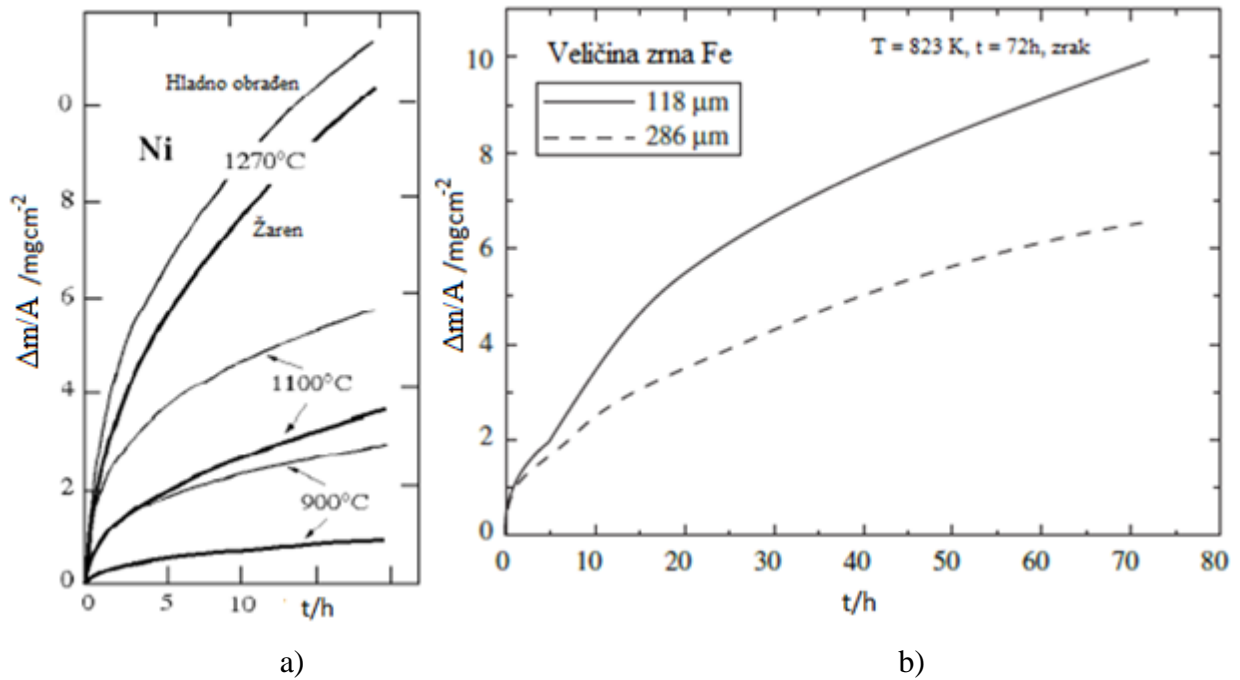 Hladno obrađen
Ni
1270°C
Žaren
1100°C
900°C
0
8
6
4
2
0
Δm/A /mgcm⁻²
0 5 10
t/h
a)
Veličina zrna Fe
118 μm
286 μm
T = 823 K, t = 72h, zrak
10
8
6
4
2
0
Δm/A /mgcm⁻²
0 10 20 30 40 50 60 70 80
t/h
b)